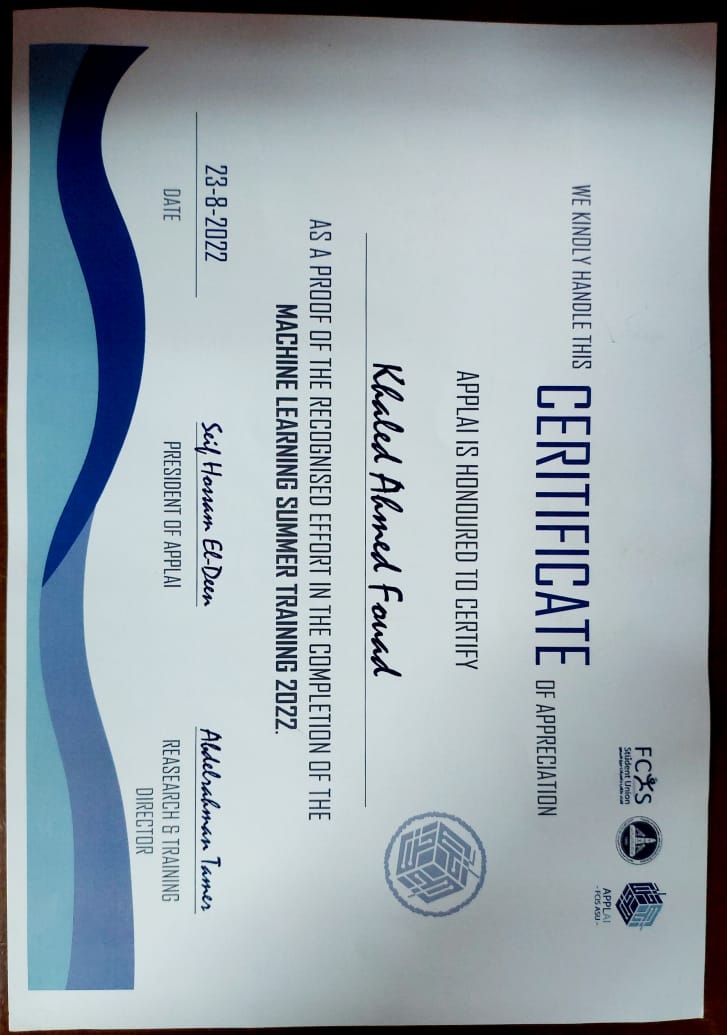 FCIS
Student Union
APPLAI
- FCIS ASU -
WE KINDLY HANDLE THIS CERITIFICATE OF APPRECIATION
APPLAI IS HONOURED TO CERTIFY
Khaled Ahmed Fouad
AS A PROOF OF THE RECOGNISED EFFORT IN THE COMPLETION OF THE
MACHINE LEARNING SUMMER TRAINING 2022.
23-8-2022 Seif Hossam El-Deen Abdelrahman Tamer
DATE PRESIDENT OF APPLAI REASEARCH & TRAINING
DIRECTOR